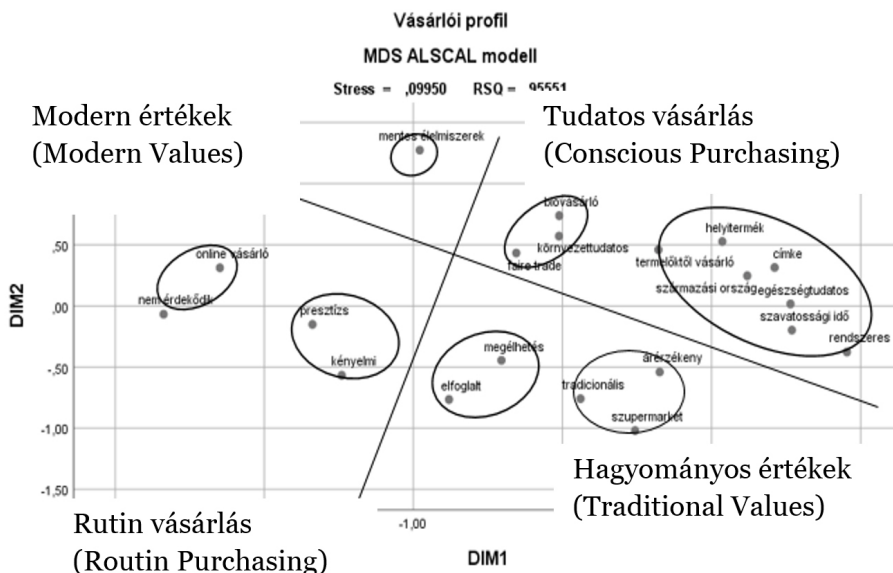 Vásárlói profil
MDS ALSCAL modell
Stress = ,09950 RSQ = ,95551
Modern értékek
(Modern Values)
Tudatos vásárlás
(Conscious Purchasing)
mentes élelmiszerek
biovásárló
környezettudatos
faire trade
helyitermék
termelőktől vásárló
címke
származási ország
egészségtudatos
szavatossági idő
rendszeres
online vásárló
nem érdekődik
presztízs
kényelmi
megélhetés
elfoglalt
árérzékeny
tradicionális
szupermarket
DIM2
,50
,00
-,50
-1,00
-1,50
Hagyományos értékek
(Traditional Values)
Rutin vásárlás
(Routin Purchasing)
-1,00
DIM1